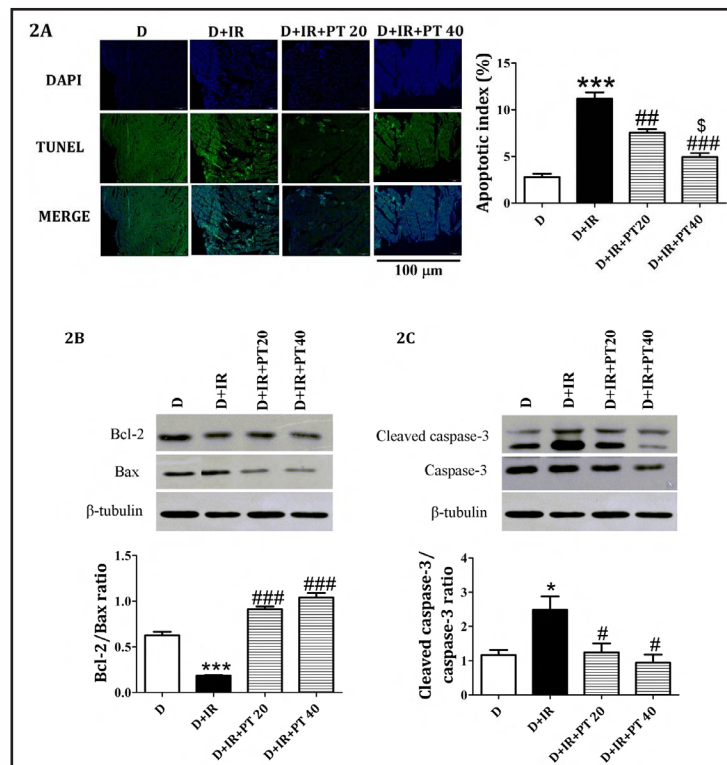 2A
D D+IR D+IR+PT 20 D+IR+PT 40
DAPI
TUNEL
MERGE
100 µm
Apoptotic index (%)
15
10
5
0
***
##
$
###
D
D+IR
D+IR+PT20
D+IR+PT40
2B
D
D+IR
D+IR+PT20
D+IR+PT40
Bcl-2
Bax
β-tubulin
Bcl-2/Bax ratio
1.5
1.0
0.5
0.0
***
###
###
D
D+IR
D+IR+PT 20
D+IR+PT 40
2C
D
D+IR
D+IR+PT20
D+IR+PT40
Cleaved caspase-3
Caspase-3
β-tubulin
Cleaved caspase-3/
caspase-3 ratio
4
3
2
1
0
*
#
#
D
D+IR
D+IR+PT 20
D+IR+PT 40